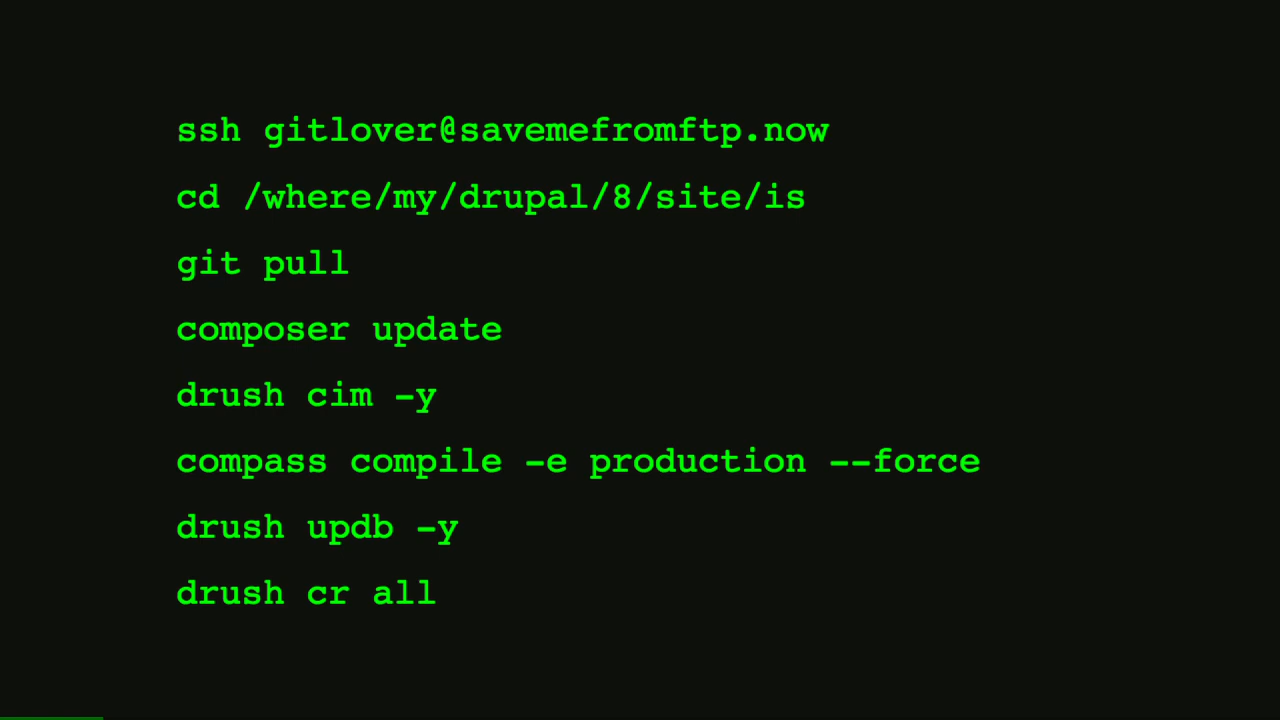 ssh gitlover@savemefromftp.now
cd /where/my/drupal/8/site/is
git pull
composer update
drush cim -y
compass compile -e production --force
drush updb -y
drush cr all